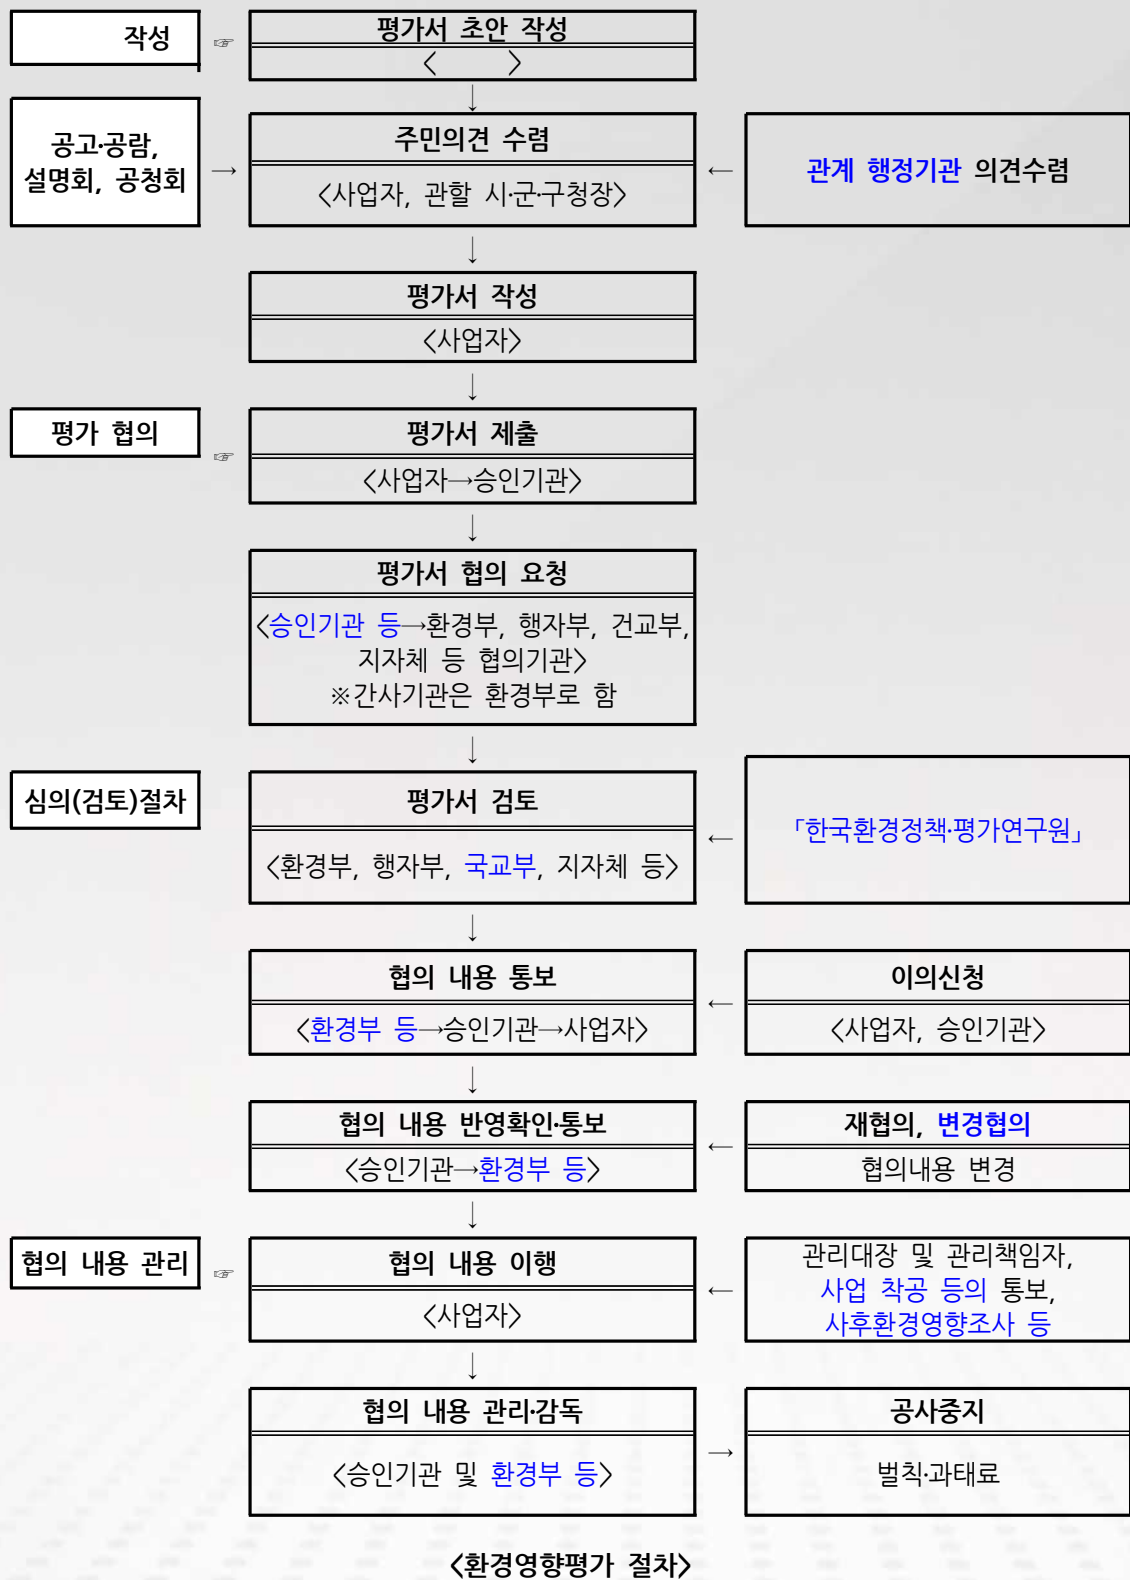 작성
☞
평가서 초안 작성
〈 〉
↓
공고·공람,
설명회, 공청회
→
주민의견 수렴
〈사업자, 관할 시·군·구청장〉
←
관계 행정기관 의견수렴
↓
평가서 작성
〈사업자〉
↓
평가 협의
☞
평가서 제출
〈사업자→승인기관〉
↓
평가서 협의 요청
〈승인기관 등→환경부, 행자부, 건교부,
지자체 등 협의기관〉
※간사기관은 환경부로 함
↓
심의(검토)절차
평가서 검토
〈환경부, 행자부, 국교부, 지자체 등〉
←
「한국환경정책·평가연구원」
↓
협의 내용 통보
〈환경부 등→승인기관→사업자〉
←
이의신청
〈사업자, 승인기관〉
↓
협의 내용 반영확인·통보
〈승인기관→환경부 등〉
←
재협의, 변경협의
협의내용 변경
↓
협의 내용 관리
☞
협의 내용 이행
〈사업자〉
←
관리대장 및 관리책임자,
사업 착공 등의 통보,
사후환경영향조사 등
↓
협의 내용 관리·감독
〈승인기관 및 환경부 등〉
→
공사중지
벌칙·과태료
〈환경영향평가 절차〉